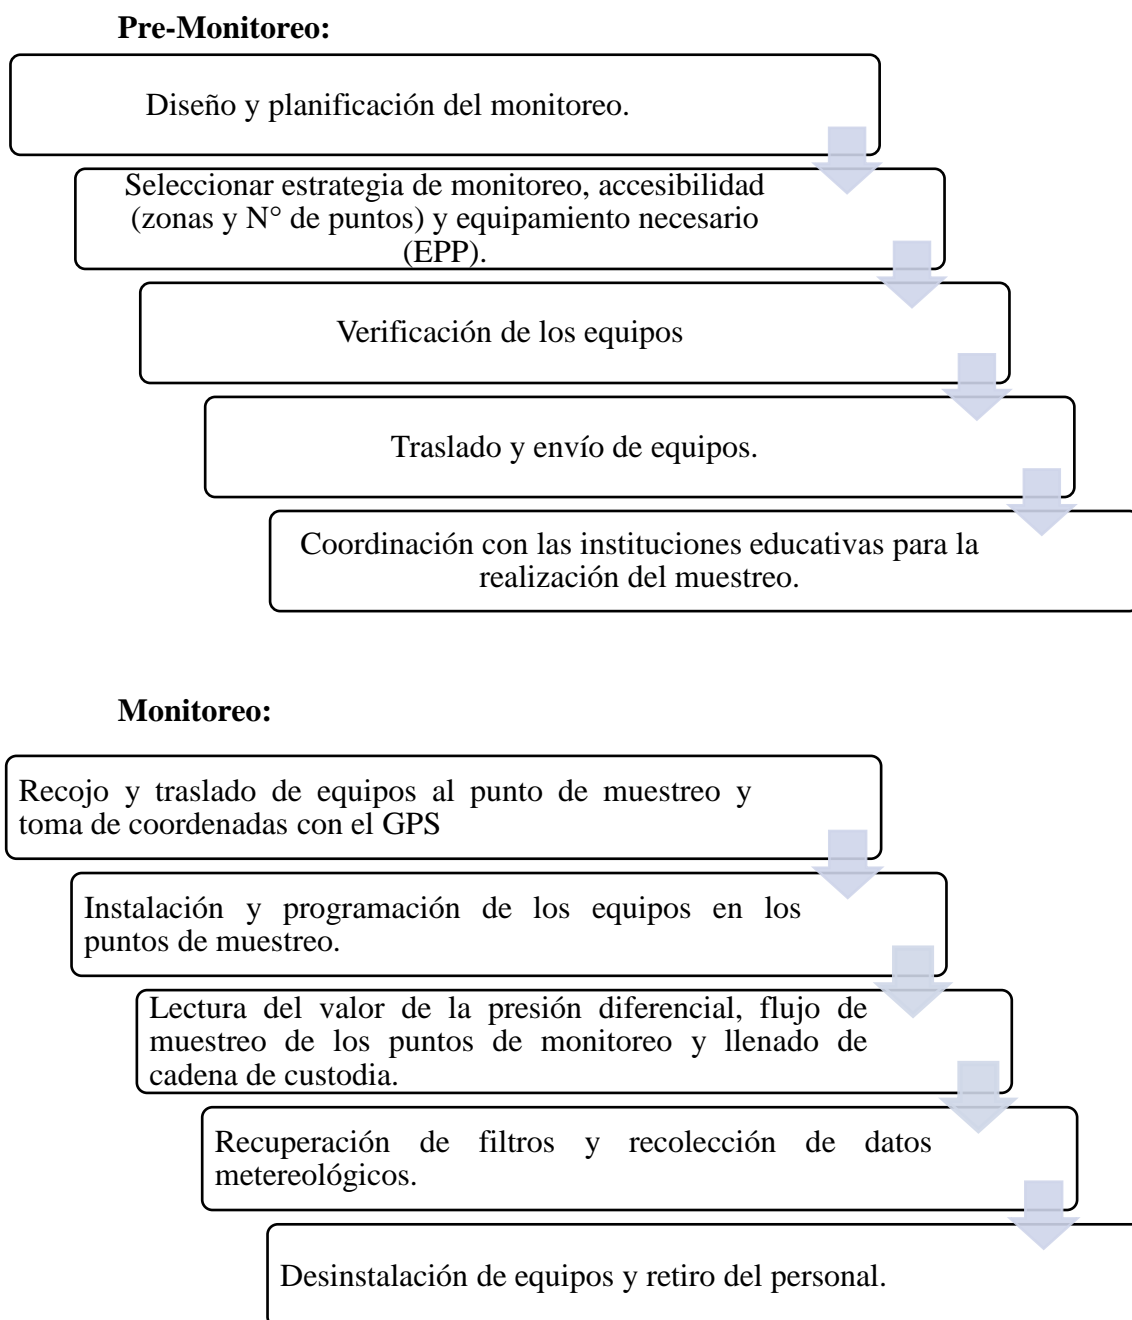 Pre-Monitoreo:
Diseño y planificación del monitoreo.
Seleccionar estrategia de monitoreo, accesibilidad
(zonas y N° de puntos) y equipamiento necesario
(EPP).
Verificación de los equipos
Traslado y envío de equipos.
Coordinación con las instituciones educativas para la
realización del muestreo.
Monitoreo:
Recojo y traslado de equipos al punto de muestreo y
toma de coordenadas con el GPS
Instalación y programación de los equipos en los
puntos de muestreo.
Lectura del valor de la presión diferencial, flujo de
muestreo de los puntos de monitoreo y llenado de
cadena de custodia.
Recuperación de filtros y recolección de datos
metereológicos.
Desinstalación de equipos y retiro del personal.